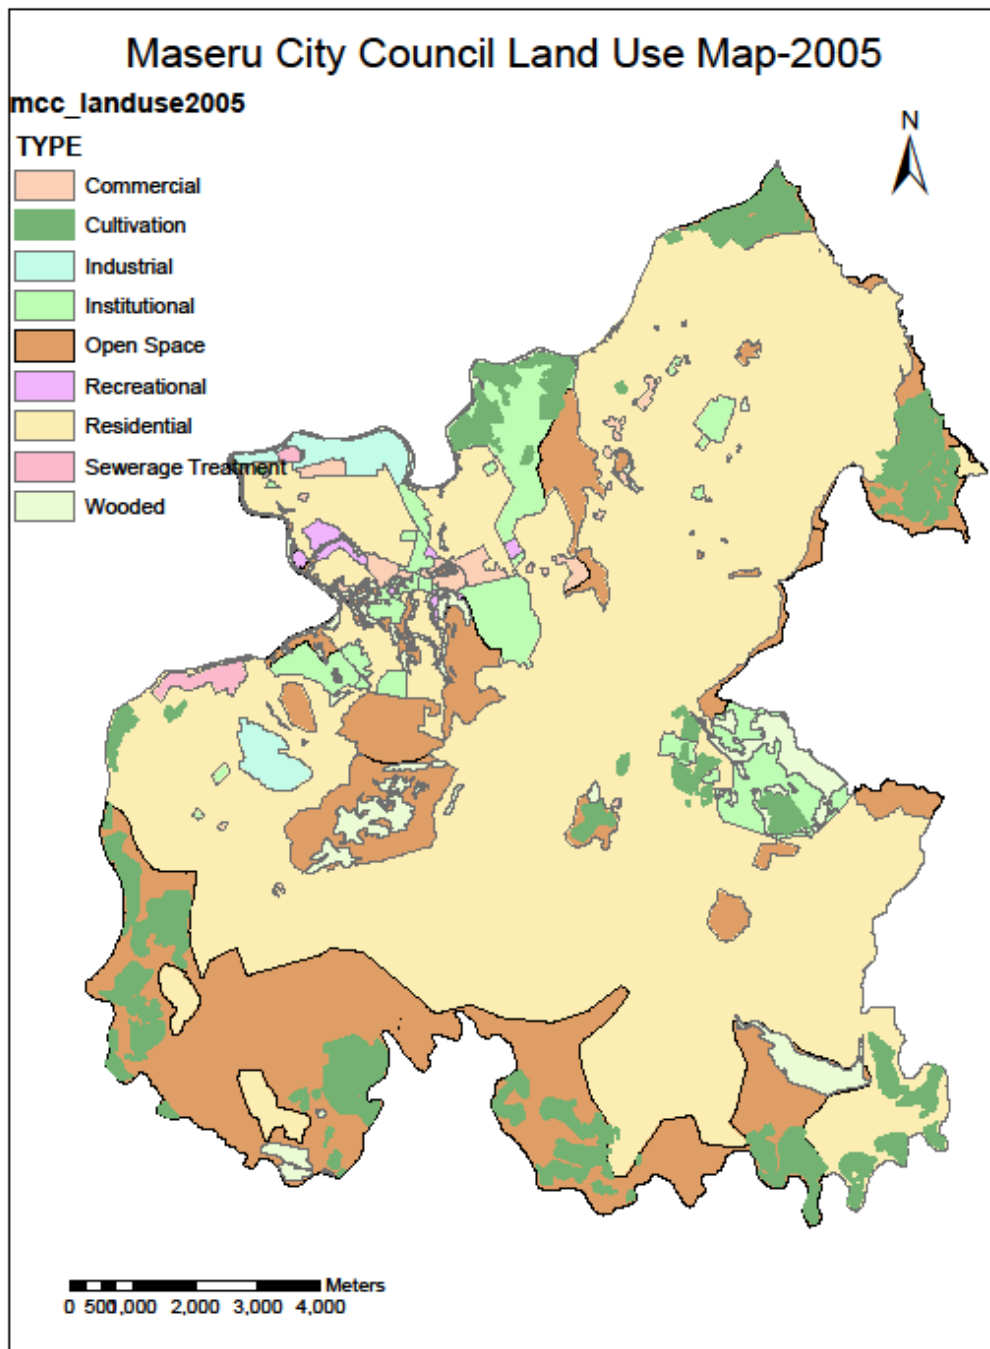 Maseru City Council Land Use Map-2005
mcc_landuse2005
TYPE
Commercial
Cultivation
Industrial
Institutional
Open Space
Recreational
Residential
Sewerage Treatment
Wooded
N
Meters
0 500 1,000 2,000 3,000 4,000